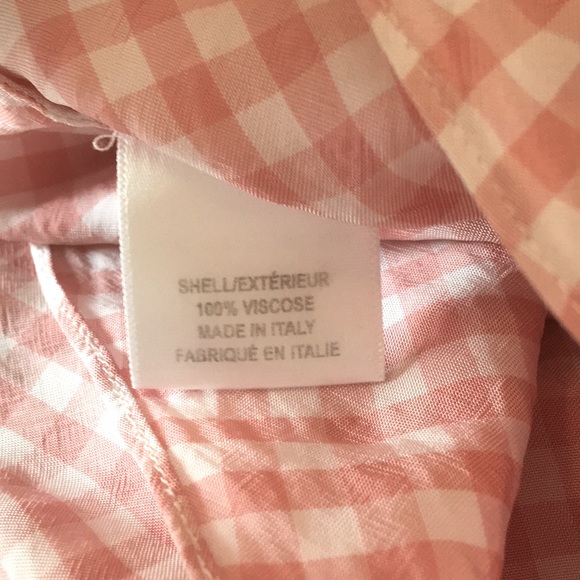 SHELL/EXTÉRIEUR
100% VISCOSE
MADE IN ITALY
FABRIQUÉ EN ITALIE